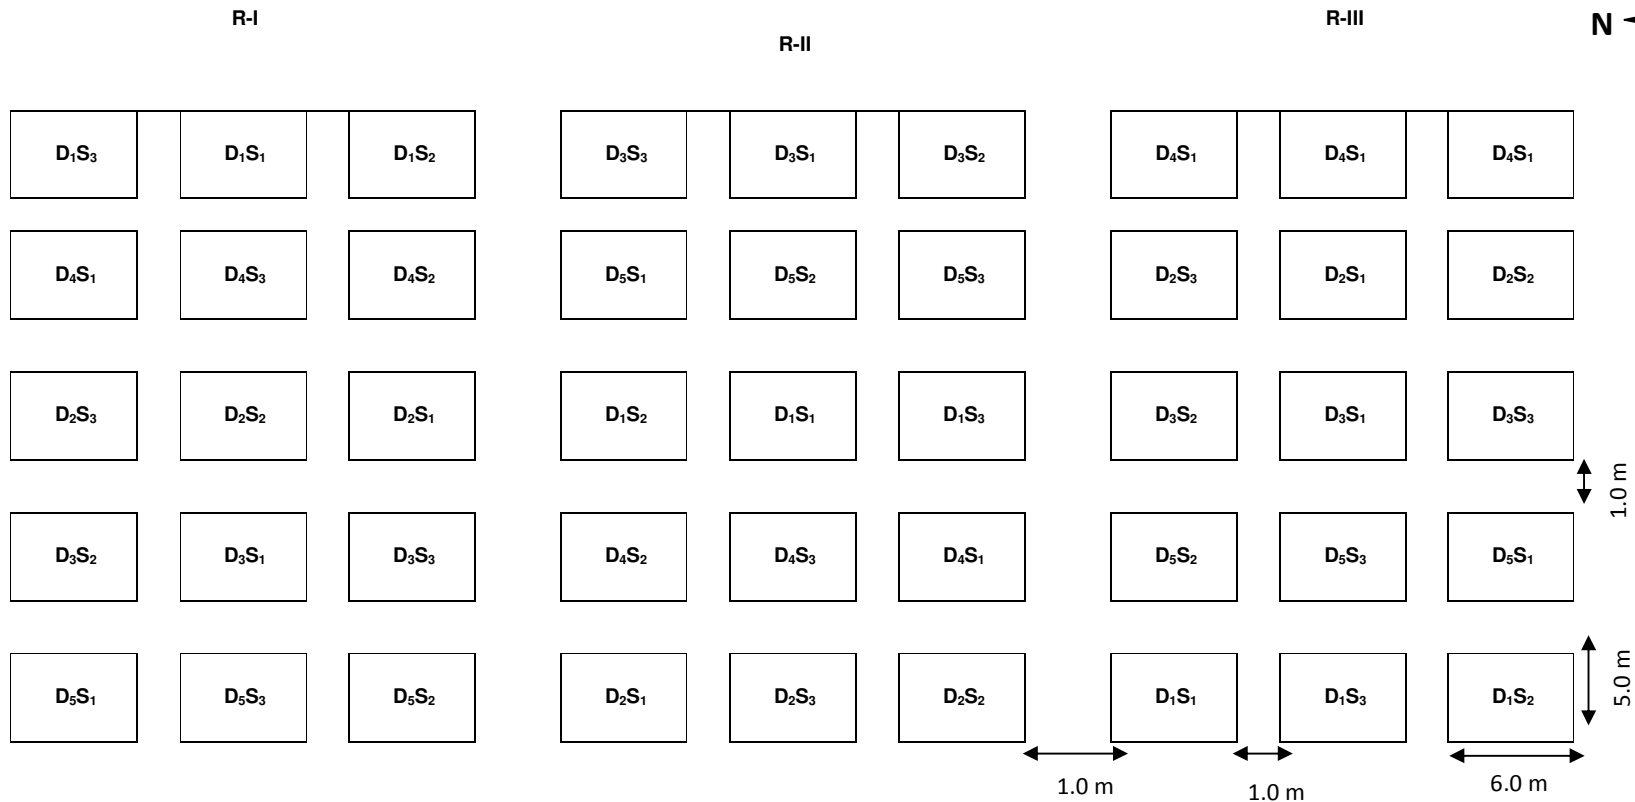 R-I
R-II
R-III
N
D₁S₃ D₁S₁ D₁S₂ D₃S₃ D₃S₁ D₃S₂ D₄S₁ D₄S₁ D₄S₁
D₄S₁ D₄S₃ D₄S₂ D₅S₁ D₅S₂ D₅S₃ D₂S₃ D₂S₁ D₂S₂
D₂S₃ D₂S₂ D₂S₁ D₁S₂ D₁S₁ D₁S₃ D₃S₂ D₃S₁ D₃S₃
1.0 m
D₃S₂ D₃S₁ D₃S₃ D₄S₂ D₄S₃ D₄S₁ D₅S₂ D₅S₃ D₅S₁
D₅S₁ D₅S₃ D₅S₂ D₂S₁ D₂S₃ D₂S₂ D₁S₁ D₁S₃ D₁S₂
5.0 m
1.0 m
1.0 m
6.0 m